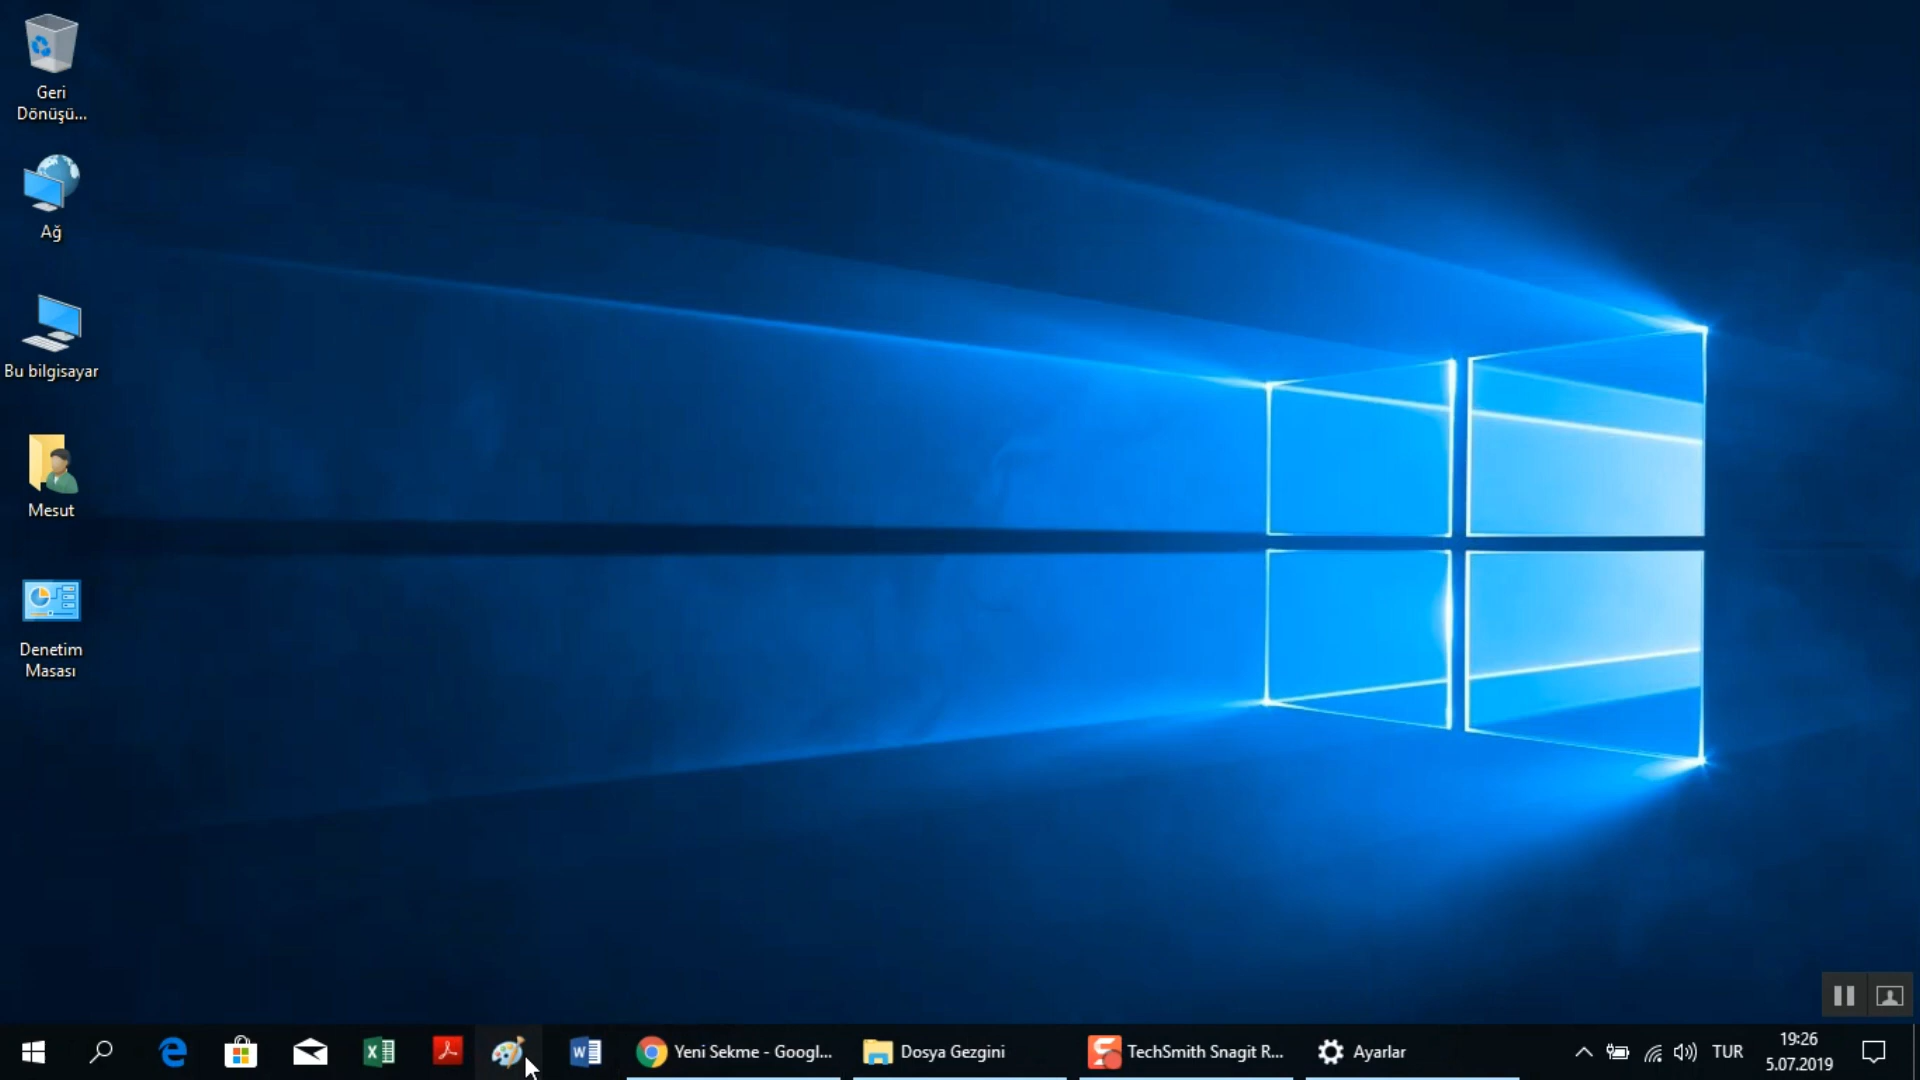 Geri
Dönüşü...
Ağ
Bu bilgisayar
Mesut
Denetim
Masası
Yeni Sekme - Googl...
Dosya Gezgini
TechSmith Snagit R...
Ayarlar
TUR
19:26
5.07.2019